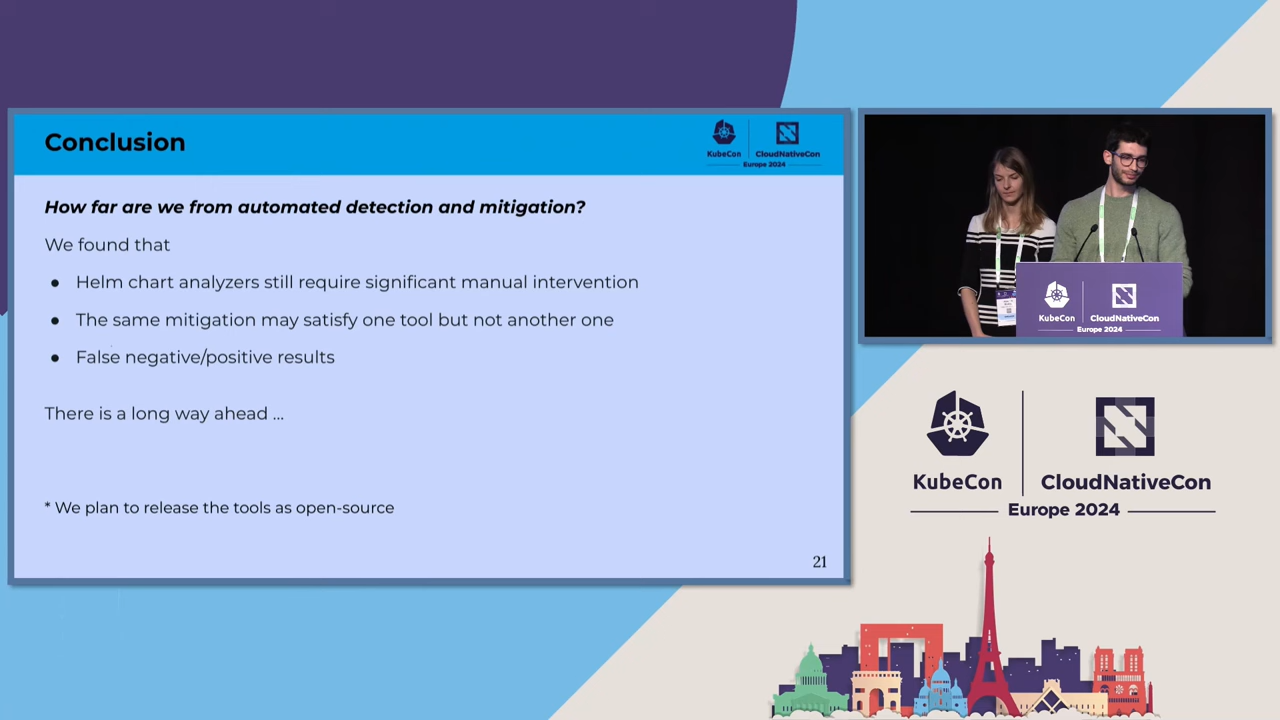 Conclusion
KubeCon
CloudNativeCon
Europe 2024
How far are we from automated detection and mitigation?
We found that
● Helm chart analyzers still require significant manual intervention
● The same mitigation may satisfy one tool but not another one
● False negative/positive results
There is a long way ahead ...
* We plan to release the tools as open-source
21
KubeCon
CloudNativeCon
Europe 2024
KubeCon
CloudNativeCon
Europe 2024